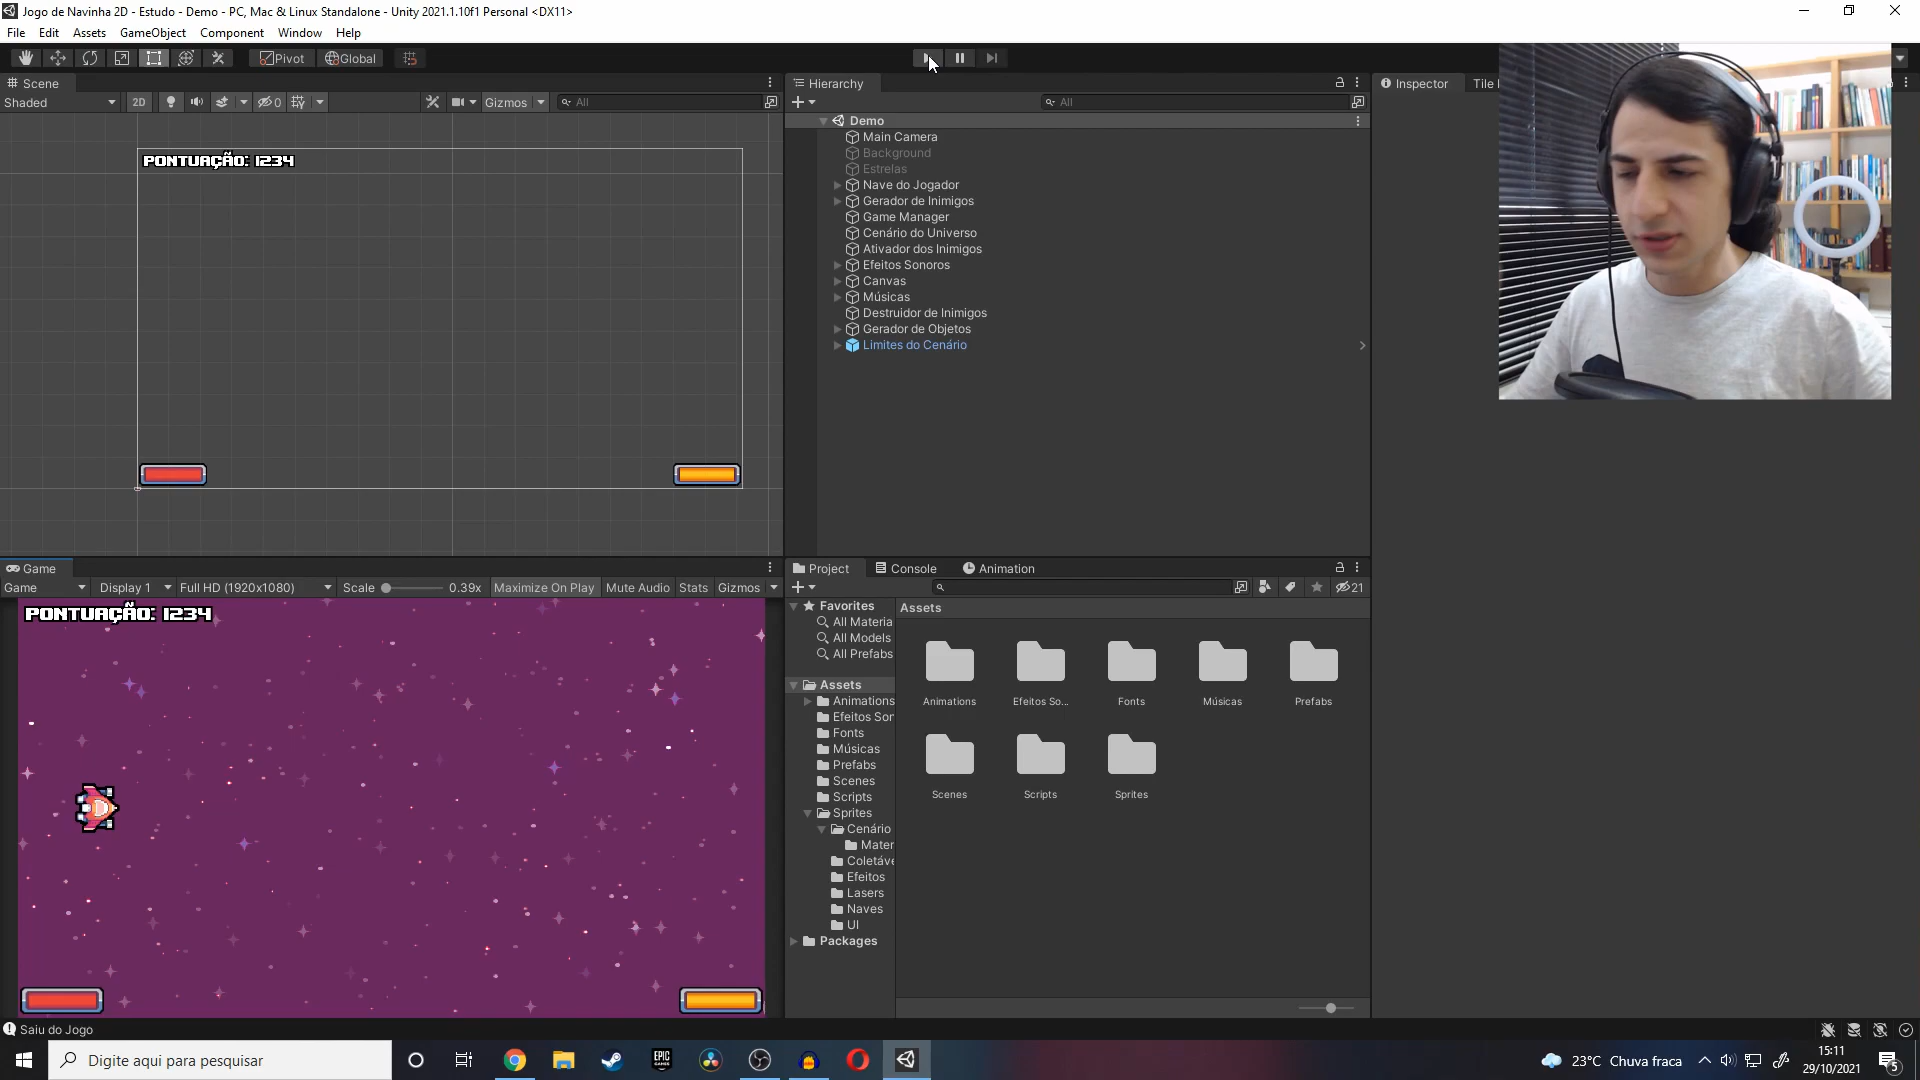 Jogo de Navinha 2D - Estudo - Demo - PC, Mac & Linux Standalone - Unity 2021.1.10f1 Personal <DX11>
File Edit Assets GameObject Component Window Help
Pivot Global
Scene
Shaded 2D 0 Gizmos All
PONTUAÇÃO: 1234
Hierarchy
All
Demo
Main Camera
Background
Estrelas
Nave do Jogador
Gerador de Inimigos
Game Manager
Cenário do Universo
Ativador dos Inimigos
Efeitos Sonoros
Canvas
Músicas
Destruidor de Inimigos
Gerador de Objetos
Limites do Cenário
Inspector Tile
Game
Game Display 1 Full HD (1920x1080) Scale 0.39x Maximize On Play Mute Audio Stats Gizmos
PONTUAÇÃO: 1234
Project Console Animation
21
Favorites
All Materia
All Models
All Prefabs
Assets
Animations
Efeitos Sor
Fonts
Músicas
Prefabs
Scenes
Scripts
Sprites
Cenário
Mater
Coletáve
Efeitos
Lasers
Naves
UI
Packages
Assets
Animations Efeitos So... Fonts Músicas Prefabs
Scenes Scripts Sprites
Saiu do Jogo
Digite aqui para pesquisar
EPIC GAMES
23°C Chuva fraca
15:11
29/10/2021
5